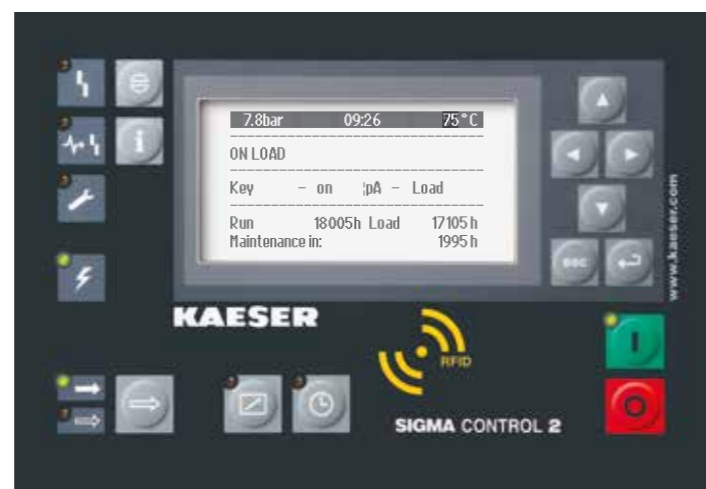 7.8bar 09:26 75°C
ON LOAD
Key - on ¦pA - Load
Run 18005h Load 17105h
Maintenance in: 1995h
esc
www.kaeser.com
KAESER
RFID
SIGMA CONTROL 2